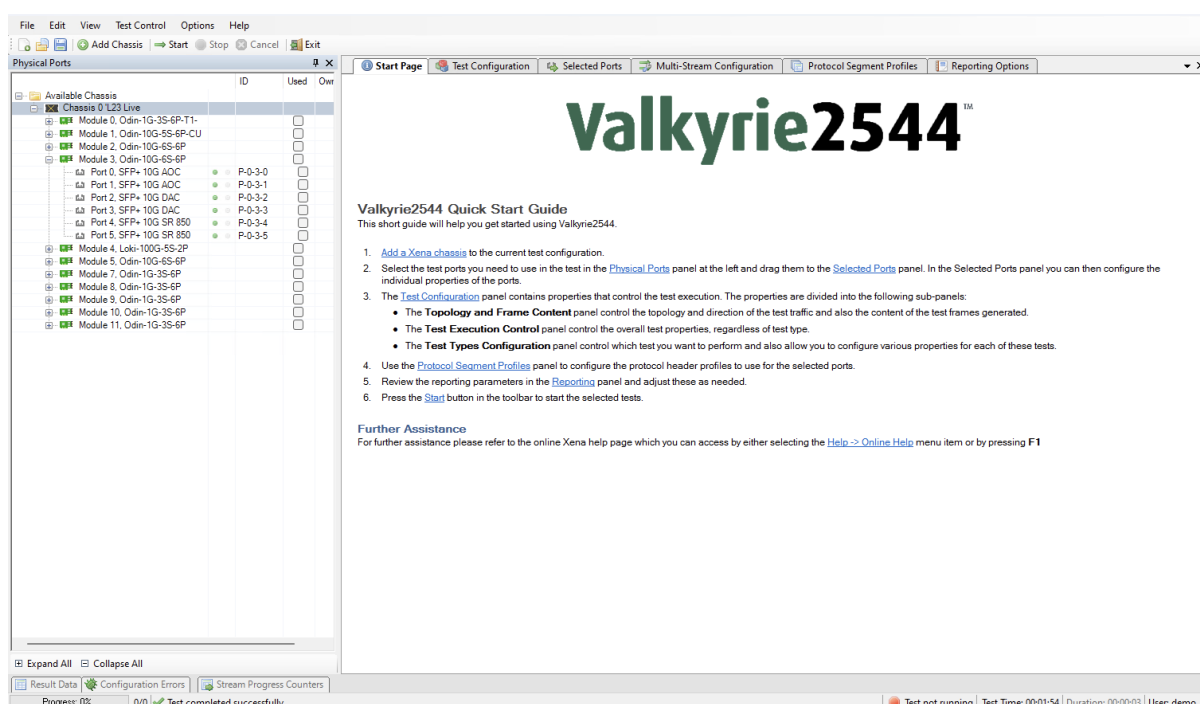 File Edit View Test Control Options Help
Add Chassis Start Stop Cancel Exit
Physical Ports
Start Page Test Configuration Selected Ports Multi-Stream Configuration Protocol Segment Profiles Reporting Options
ID Used Owr
Available Chassis
Chassis 0 'L23 Live
Module 0, Odin-1G-3S-6P-T1-
Module 1, Odin-10G-5S-6P-CU
Module 2, Odin-10G-6S-6P
Module 3, Odin-10G-6S-6P
Port 0, SFP+ 10G AOC P-0-3-0
Port 1, SFP+ 10G AOC P-0-3-1
Port 2, SFP+ 10G DAC P-0-3-2
Port 3, SFP+ 10G DAC P-0-3-3
Port 4, SFP+ 10G SR 850 P-0-3-4
Port 5, SFP+ 10G SR 850 P-0-3-5
Module 4, Loki-100G-5S-2P
Module 5, Odin-10G-6S-6P
Module 7, Odin-1G-3S-6P
Module 8, Odin-1G-3S-6P
Module 9, Odin-1G-3S-6P
Module 10, Odin-1G-3S-6P
Module 11, Odin-1G-3S-6P
Expand All Collapse All
Valkyrie2544™
Valkyrie2544 Quick Start Guide
This short guide will help you get started using Valkyrie2544.
1. Add a Xena chassis to the current test configuration.
2. Select the test ports you need to use in the test in the Physical Ports panel at the left and drag them to the Selected Ports panel. In the Selected Ports panel you can then configure the
individual properties of the ports.
3. The Test Configuration panel contains properties that control the test execution. The properties are divided into the following sub-panels:
• The Topology and Frame Content panel control the topology and direction of the test traffic and also the content of the test frames generated.
• The Test Execution Control panel control the overall test properties, regardless of test type.
• The Test Types Configuration panel control which test you want to perform and also allow you to configure various properties for each of these tests.
4. Use the Protocol Segment Profiles panel to configure the protocol header profiles to use for the selected ports.
5. Review the reporting parameters in the Reporting panel and adjust these as needed.
6. Press the Start button in the toolbar to start the selected tests.
Further Assistance
For further assistance please refer to the online Xena help page which you can access by either selecting the Help -> Online Help menu item or by pressing F1
Result Data Configuration Errors Stream Progress Counters
Progress: 0% 0/0 Test completed successfully Test not running Test Time: 00:01:54 Duration: 00:00:03 User: demo